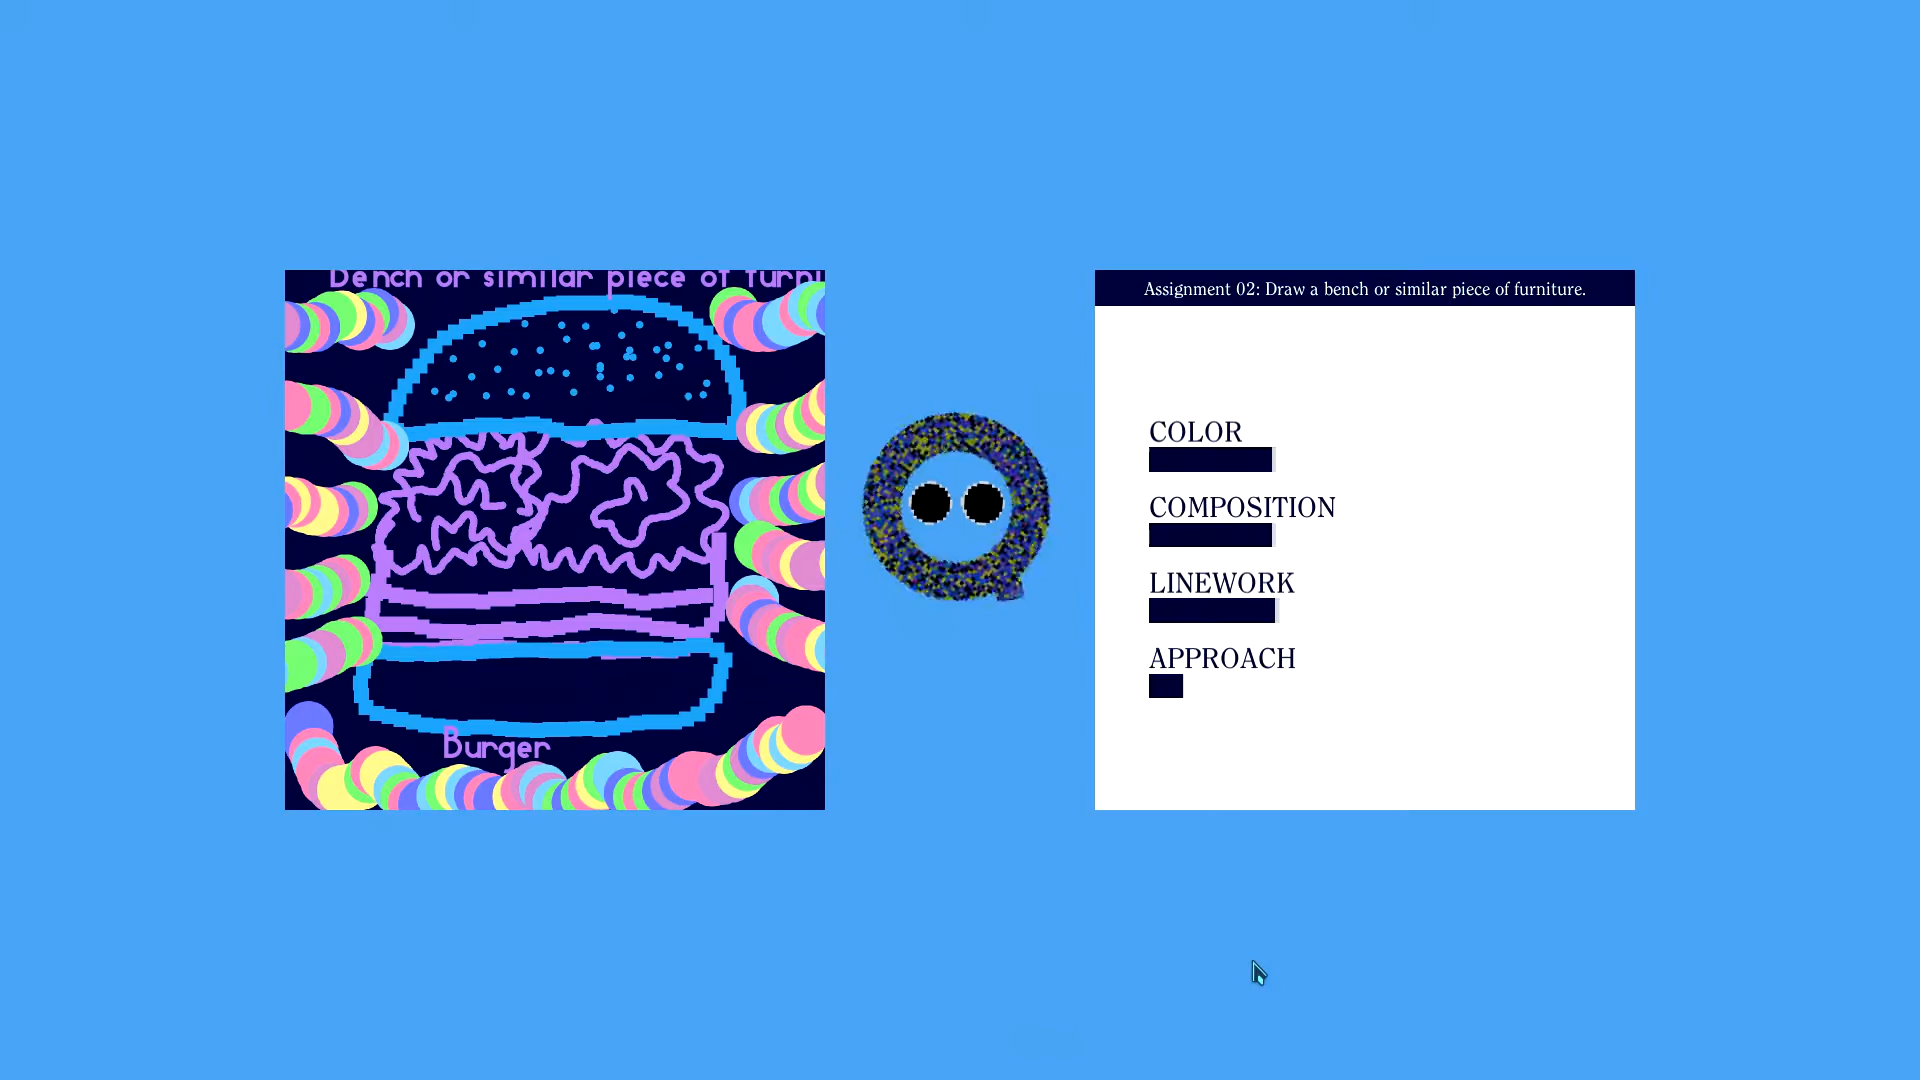 Bench or similar piece of furni
Burger
Assignment 02: Draw a bench or similar piece of furniture.
COLOR
COMPOSITION
LINEWORK
APPROACH